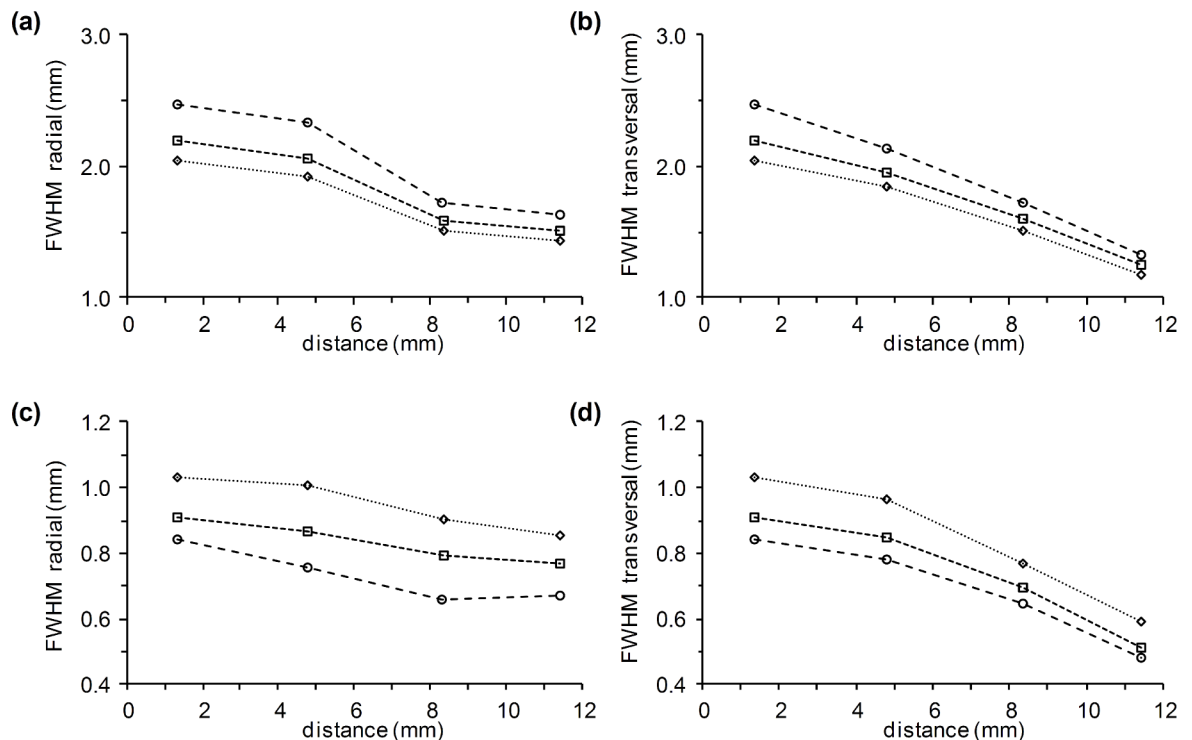 (a)
3.0
2.0
1.0
FWHM radial (mm)
0 2 4 6 8 10 12
distance (mm)
(b)
3.0
2.0
1.0
FWHM transversal (mm)
0 2 4 6 8 10 12
distance (mm)
(c)
1.2
1.0
0.8
0.6
0.4
FWHM radial (mm)
0 2 4 6 8 10 12
distance (mm)
(d)
1.2
1.0
0.8
0.6
0.4
FWHM transversal (mm)
0 2 4 6 8 10 12
distance (mm)